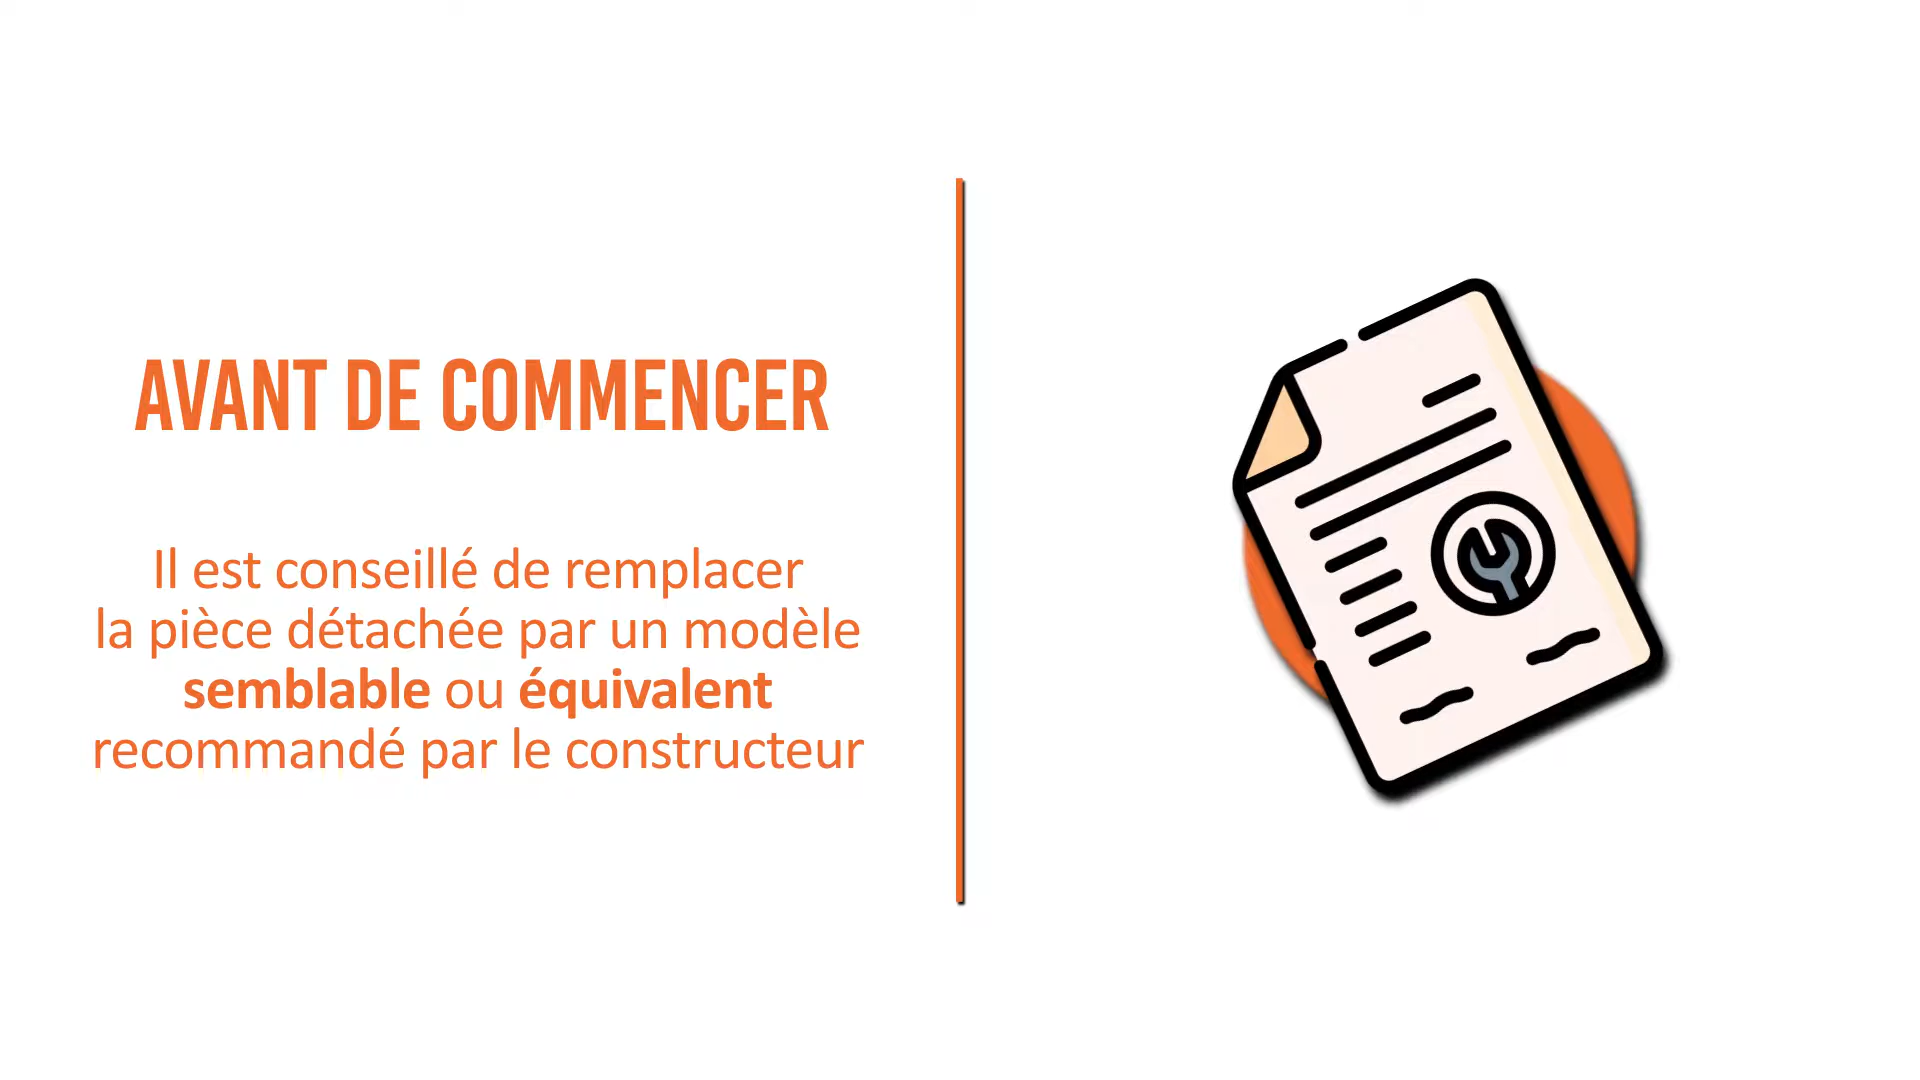 AVANT DE COMMENCER
Il est conseillé de remplacer
la pièce détachée par un modèle
semblable ou équivalent
recommandé par le constructeur